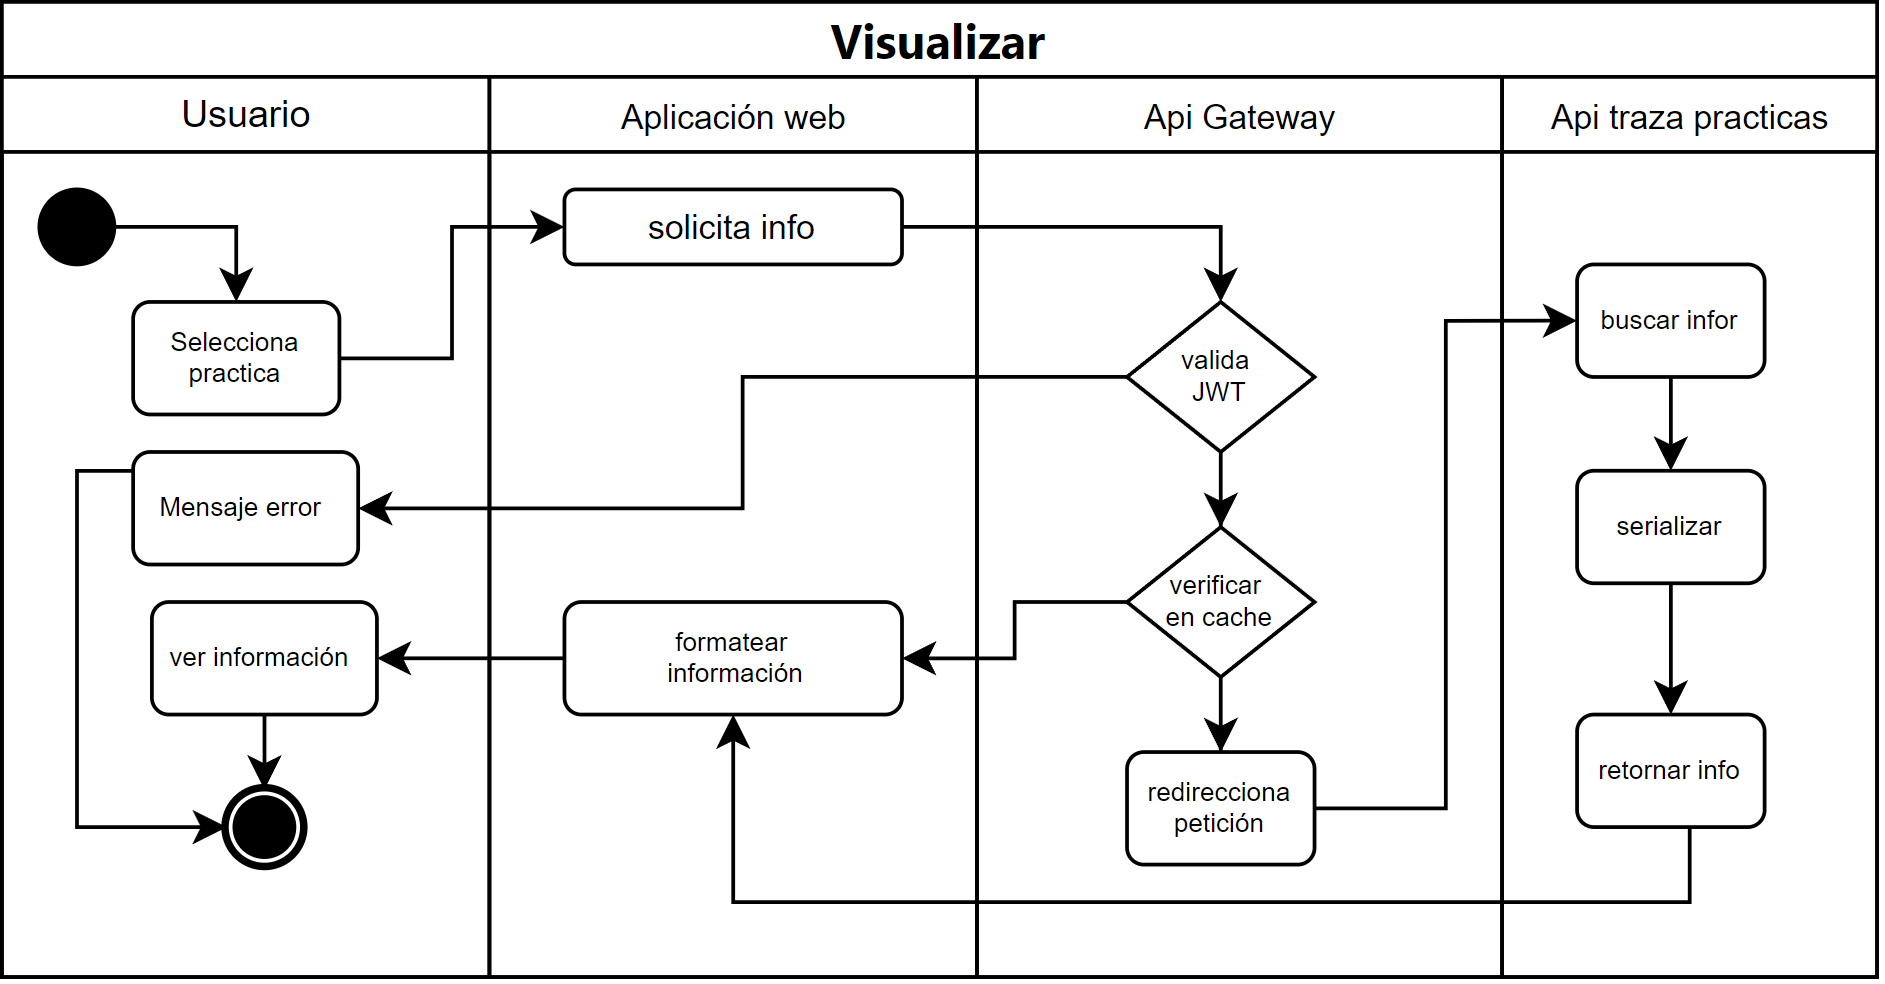 Visualizar
Usuario
Aplicación web
Api Gateway
Api traza practicas
Selecciona
practica
solicita info
valida
JWT
buscar infor
Mensaje error
verificar
en cache
serializar
ver información
formatear
información
redirecciona
petición
retornar info